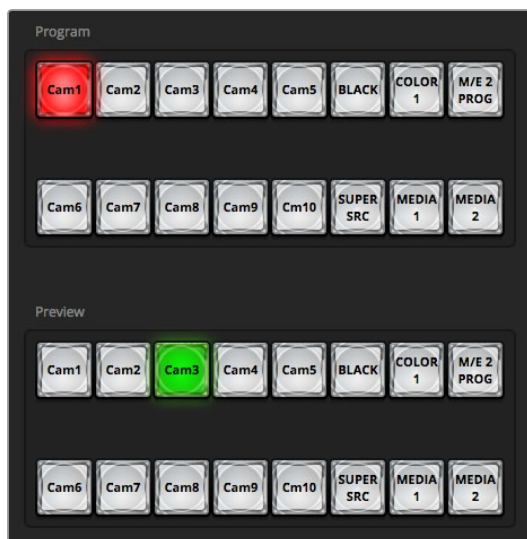 Program
Cam1 Cam2 Cam3 Cam4 Cam5 BLACK COLOR 1 M/E 2 PROG
Cam6 Cam7 Cam8 Cam9 Cm10 SUPER SRC MEDIA 1 MEDIA 2
Preview
Cam1 Cam2 Cam3 Cam4 Cam5 BLACK COLOR 1 M/E 2 PROG
Cam6 Cam7 Cam8 Cam9 Cm10 SUPER SRC MEDIA 1 MEDIA 2